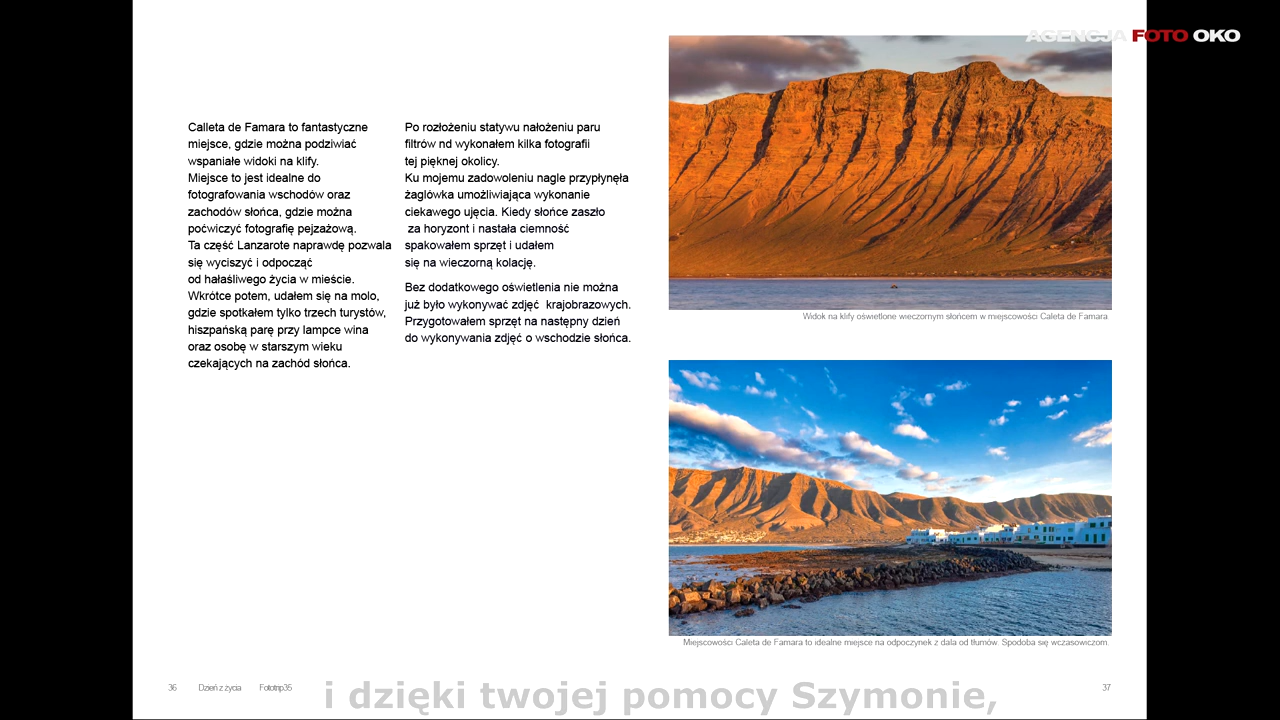 AGENCJA FOTO OKO
Calleta de Famara to fantastyczne
miejsce, gdzie można podziwiać
wspaniałe widoki na klify.
Miejsce to jest idealne do
fotografowania wschodów oraz
zachodów słońca, gdzie można
poćwiczyć fotografię pejzażową.
Ta część Lanzarote naprawdę pozwala
się wyciszyć i odpocząć
od hałaśliwego życia w mieście.
Wkrótce potem, udałem się na molo,
gdzie spotkałem tylko trzech turystów,
hiszpańską parę przy lampce wina
oraz osobę w starszym wieku
czekających na zachód słońca.
Po rozłożeniu statywu nałożeniu paru
filtrów nd wykonałem kilka fotografii
tej pięknej okolicy.
Ku mojemu zadowoleniu nagle przypłynęła
żaglówka umożliwiająca wykonanie
ciekawego ujęcia. Kiedy słońce zaszło
za horyzont i nastała ciemność
spakowałem sprzęt i udałem
się na wieczorną kolację.
Bez dodatkowego oświetlenia nie można
już było wykonywać zdjęć krajobrazowych.
Przygotowałem sprzęt na następny dzień
do wykonywania zdjęć o wschodzie słońca.
Widok na klify oświetlone wieczornym słońcem w miejscowości Caleta de Famara.
Miejscowości Caleta de Famara to idealne miejsce na odpoczynek z dala od tłumów. Spodoba się wczasowiczom.
36 Dzień z życia Fototrip35
37
i dzięki twojej pomocy Szymonie,